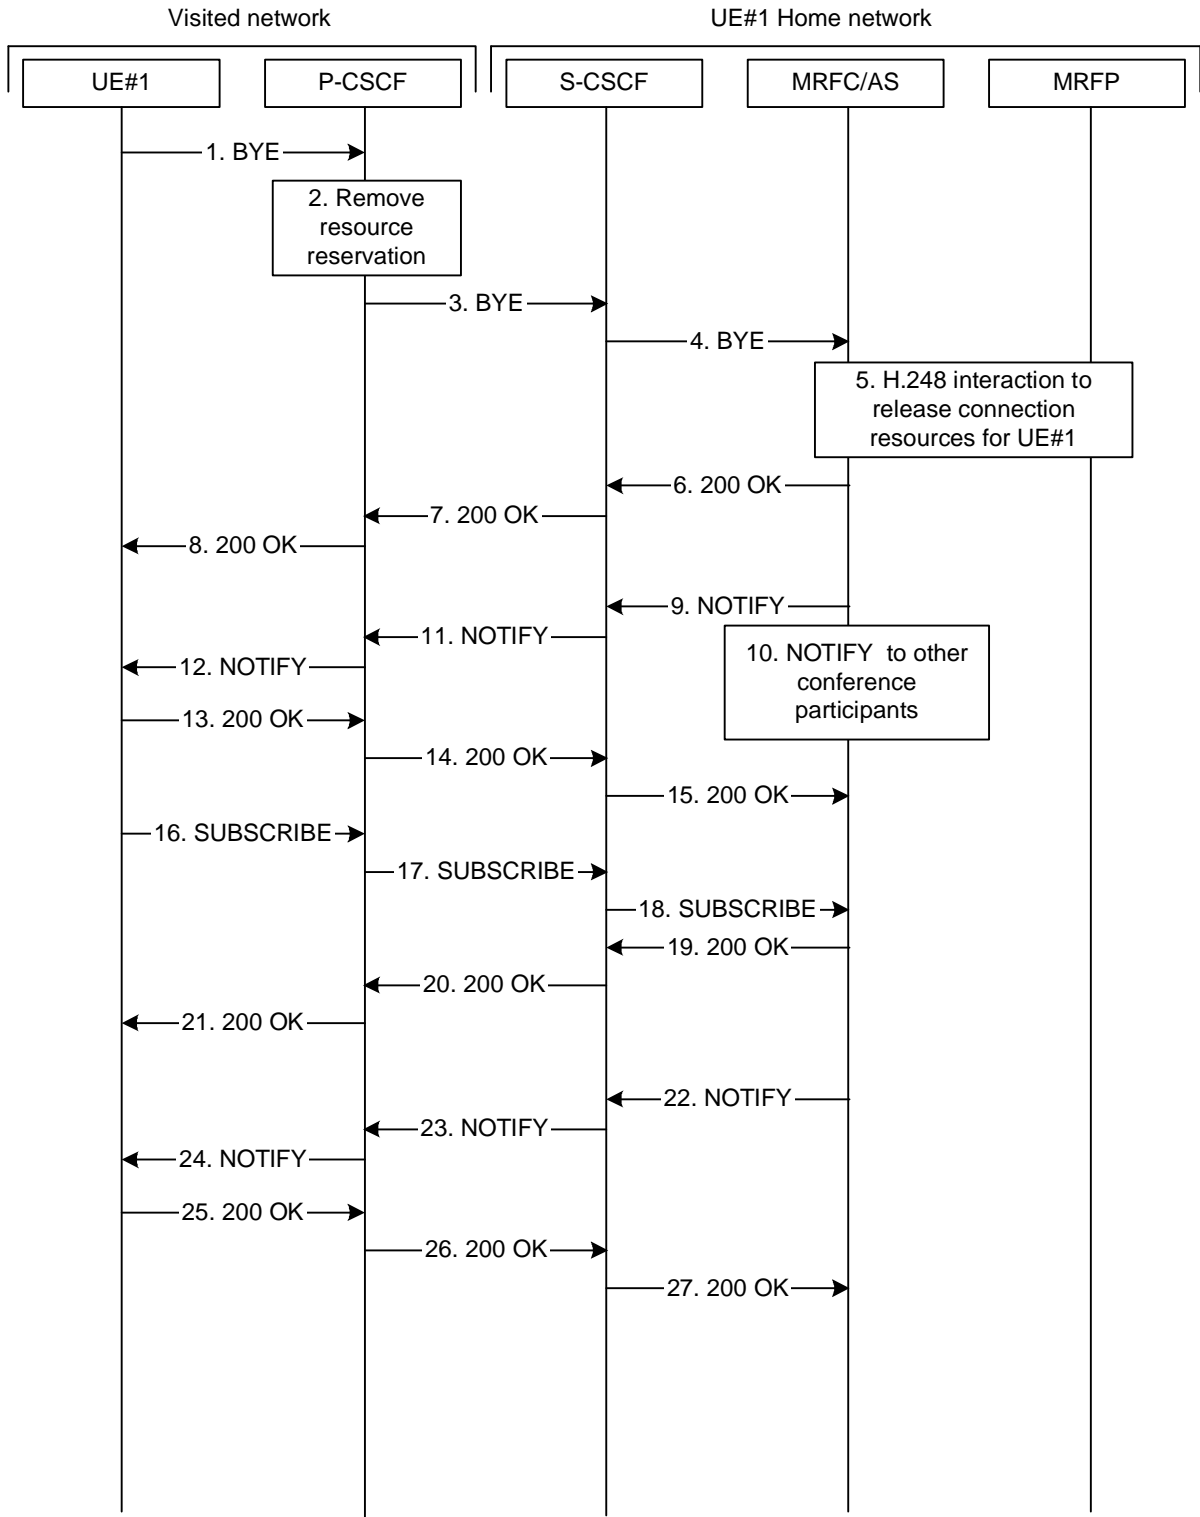 Visited network
UE#1 Home network
UE#1
P-CSCF
S-CSCF
MRFC/AS
MRFP
1. BYE
2. Remove
resource
reservation
3. BYE
4. BYE
5. H.248 interaction to
release connection
resources for UE#1
6. 200 OK
7. 200 OK
8. 200 OK
9. NOTIFY
10. NOTIFY  to other
conference
participants
11. NOTIFY
12. NOTIFY
13. 200 OK
14. 200 OK
15. 200 OK
16. SUBSCRIBE
17. SUBSCRIBE
18. SUBSCRIBE
19. 200 OK
20. 200 OK
21. 200 OK
22. NOTIFY
23. NOTIFY
24. NOTIFY
25. 200 OK
26. 200 OK
27. 200 OK